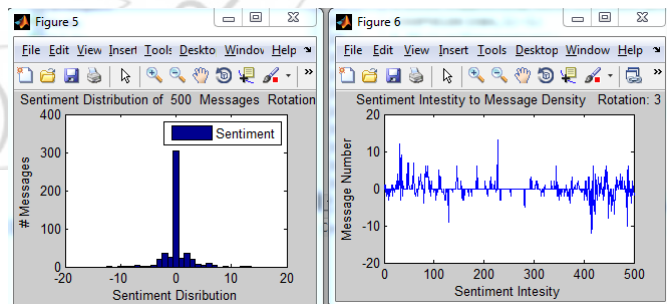 Figure 5
File Edit View Insert Tools Deskto Window Help
Sentiment Distribution of 500 Messages Rotation
400
300
200
100
0
# Messages
Sentiment
-20 -10 0 10 20
Sentiment Disribution
Figure 6
File Edit View Insert Tools Desktop Window Help
Sentiment Intestity to Message Density Rotation: 3
20
10
0
-10
-20
Message Number
0 100 200 300 400 500
Sentiment Intesity